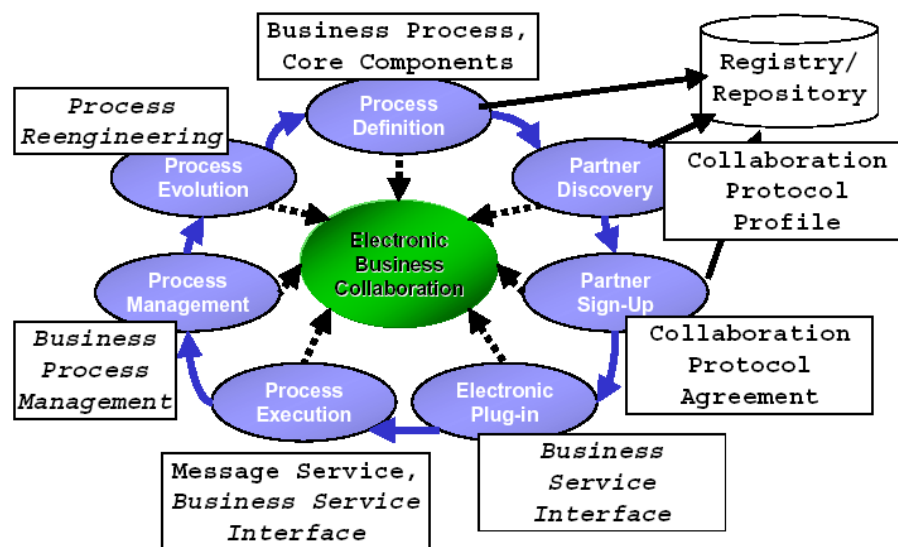 Business Process,
Core Components
Registry/
Repository
Process
Reengineering
Process
Definition
Process
Evolution
Partner
Discovery
Collaboration
Protocol
Profile
Electronic
Business
Collaboration
Process
Management
Partner
Sign-Up
Business
Process
Management
Collaboration
Protocol
Agreement
Process
Execution
Electronic
Plug-in
Message Service,
Business Service
Interface
Business
Service
Interface